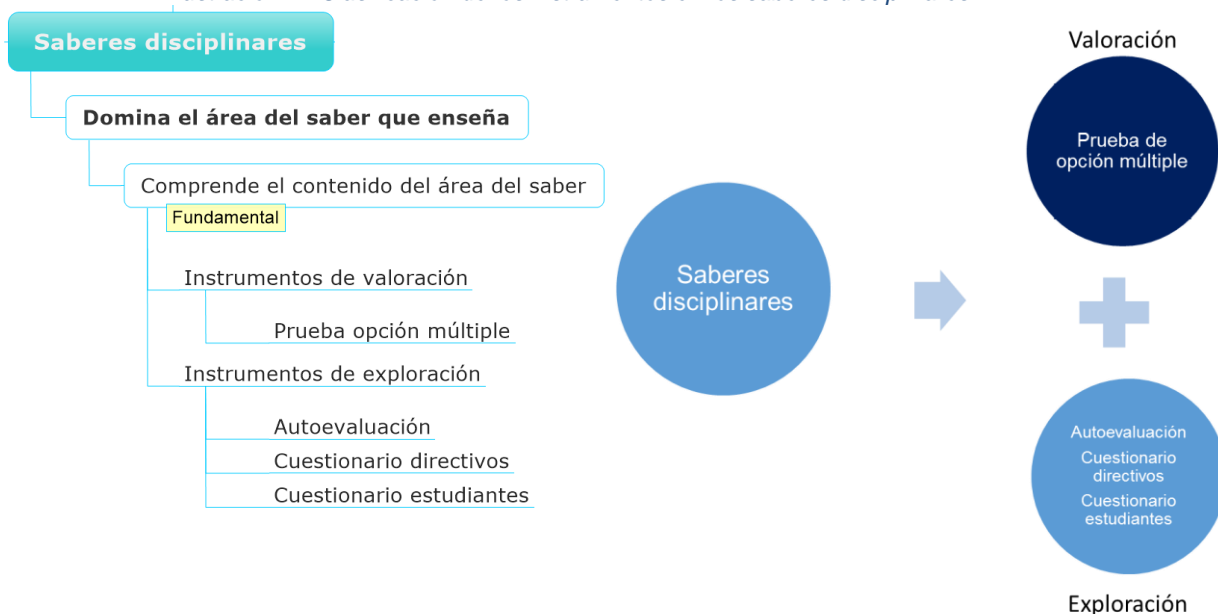 Saberes disciplinares
Domina el área del saber que enseña
Comprende el contenido del área del saber
Fundamental
Instrumentos de valoración
Prueba opción múltiple
Instrumentos de exploración
Autoevaluación
Cuestionario directivos
Cuestionario estudiantes
Saberes
disciplinares
Valoración
Prueba de
opción múltiple
Autoevaluación
Cuestionario
directivos
Cuestionario
estudiantes
Exploración